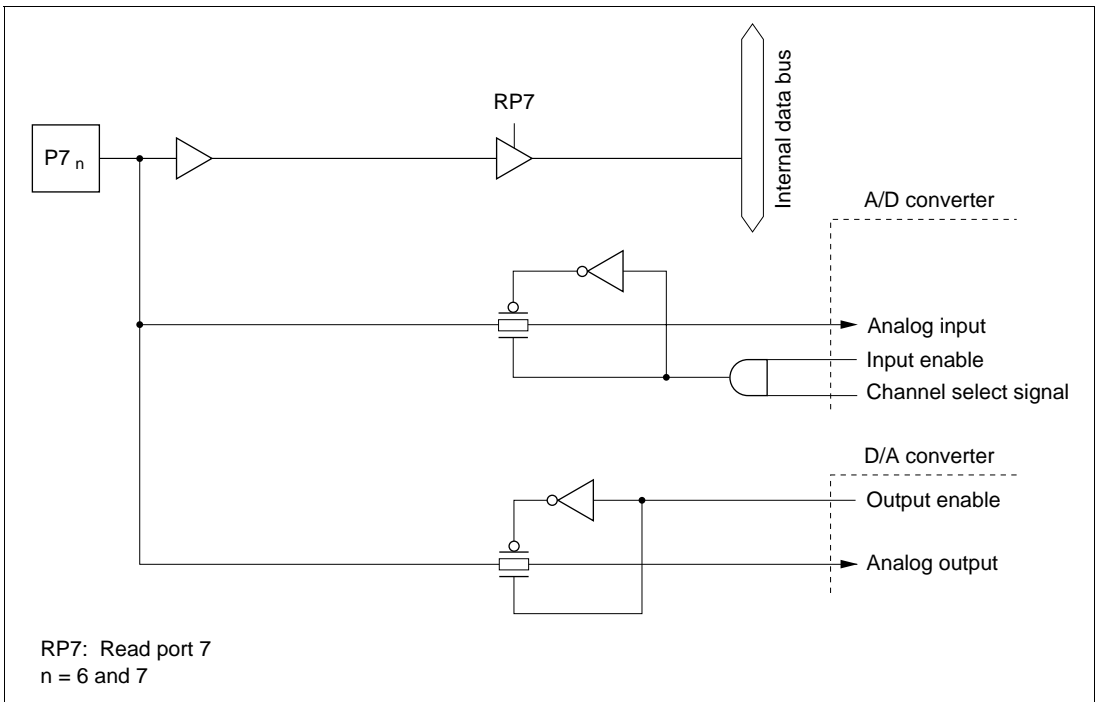 RP7
P7 n
Internal data bus
A/D converter
Analog input
Input enable
Channel select signal
D/A converter
Output enable
Analog output
RP7: Read port 7
n = 6 and 7